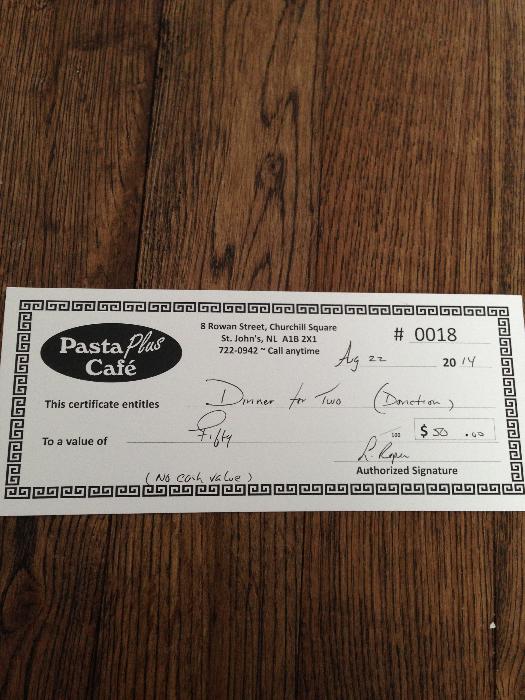 8 Rowan Street, Churchill Square
St. John's, NL A1B 2X1
722-0942 ~ Call anytime
# 0018
Pasta Plus
Café
Aug 22 2014
This certificate entitles Dinner for Two (Donation)
To a value of Fifty /100 $ 50 .00
L. Roper
Authorized Signature
(No cash value)